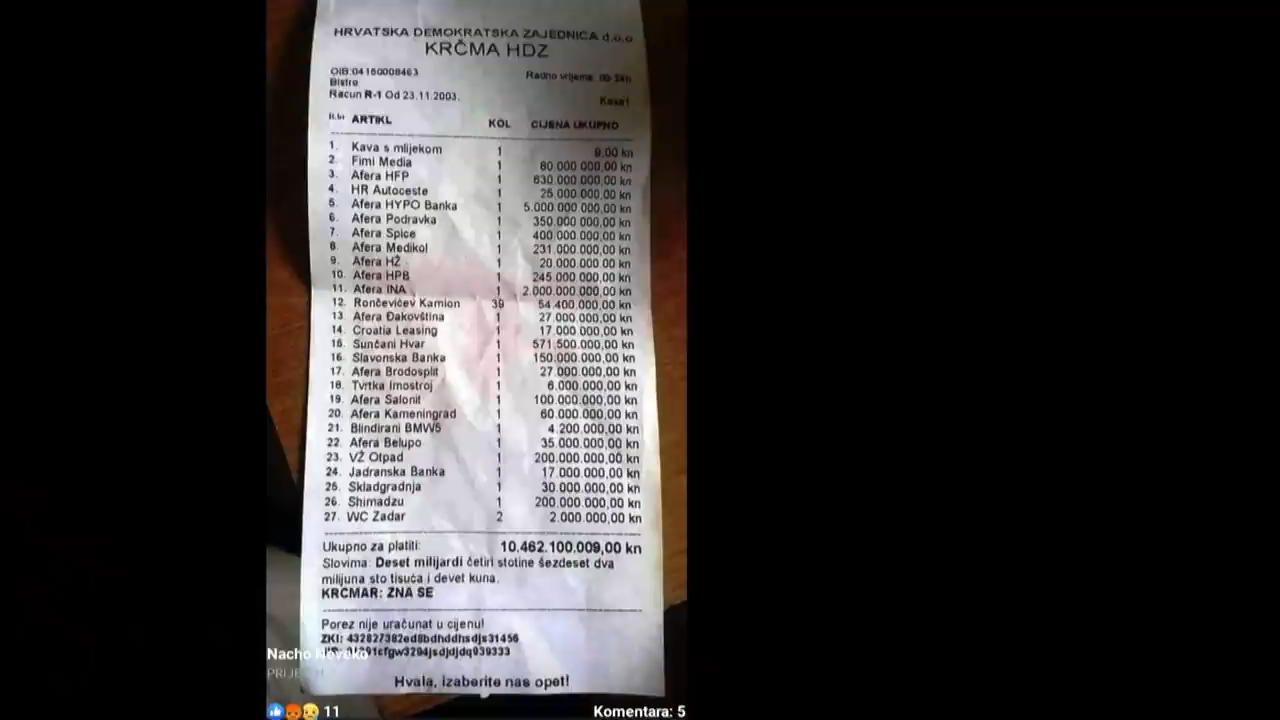 HRVATSKA DEMOKRATSKA ZAJEDNICA d.o.o
KRČMA HDZ
OIB:04160008463
Radno vrijeme: 00-24h
Bistro
Racun R-1 Od 23.11.2003.
Kasa1
R.br ARTIKL KOL CIJENA UKUPNO
1. Kava s mlijekom 1 9,00 kn
2. Fimi Media 1 80.000.000,00 kn
3. Afera HFP 1 630.000.000,00 kn
4. HR Autoceste 1 25.000.000,00 kn
5. Afera HYPO Banka 1 5.000.000.000,00 kn
6. Afera Podravka 1 350.000.000,00 kn
7. Afera Spice 1 400.000.000,00 kn
8. Afera Medikol 1 231.000.000,00 kn
9. Afera HŽ 1 20.000.000,00 kn
10. Afera HPB 1 245.000.000,00 kn
11. Afera INA 1 2.000.000.000,00 kn
12. Rončevićev Kamion 39 54.400.000,00 kn
13. Afera Đakovština 1 27.000.000,00 kn
14. Croatia Leasing 1 17.000.000,00 kn
15. Sunčani Hvar 1 571.500.000,00 kn
16. Slavonska Banka 1 150.000.000,00 kn
17. Afera Brodosplit 1 27.000.000,00 kn
18. Tvrtka Imostroj 1 6.000.000,00 kn
19. Afera Salonit 1 100.000.000,00 kn
20. Afera Kameningrad 1 60.000.000,00 kn
21. Blindirani BMW5 1 4.200.000,00 kn
22. Afera Belupo 1 35.000.000,00 kn
23. VŽ Otpad 1 200.000.000,00 kn
24. Jadranska Banka 1 17.000.000,00 kn
25. Skladgradnja 1 30.000.000,00 kn
26. Shimadzu 1 200.000.000,00 kn
27. WC Zadar 2 2.000.000,00 kn
Ukupno za platiti: 10.462.100.009,00 kn
Slovima: Deset milijardi četiri stotine šezdeset dva
milijuna sto tisuća i devet kuna.
KRČMAR: ZNA SE
Porez nije uračunat u cijenu!
ZKI: 432827382ed8bdhddhsdjs31456
Nacho
Hvala, izaberite nas opet!
11
Komentara: 5